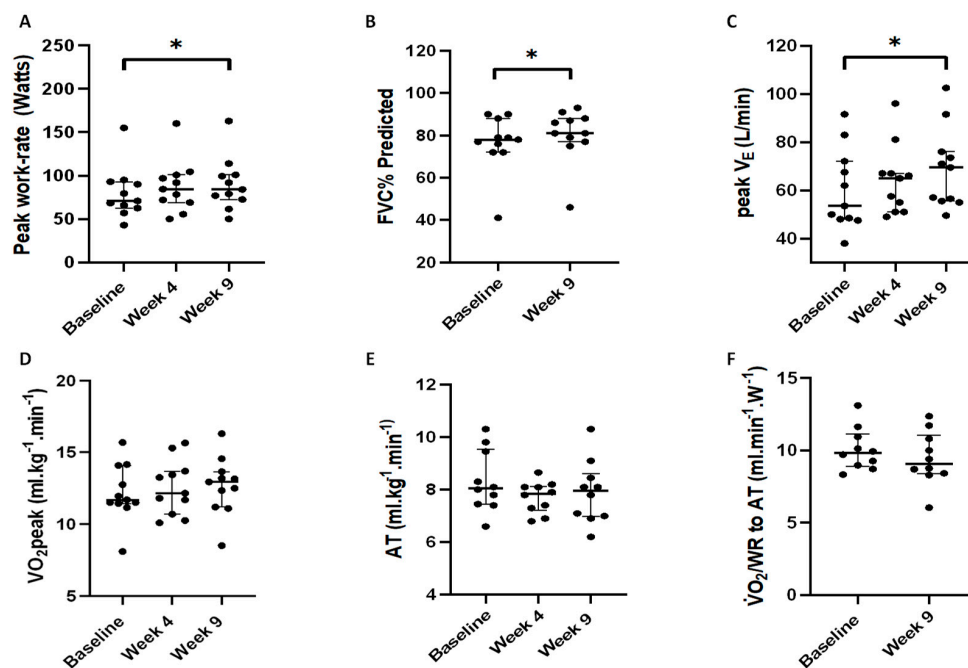 A
Peak work-rate (Watts)
250
200
150
100
50
0
*
Baseline
Week 4
Week 9
B
FVC% Predicted
120
100
80
60
40
20
*
Baseline
Week 9
C
peak VE (L/min)
120
100
80
60
40
*
Baseline
Week 4
Week 9
D
VO₂peak (ml.kg⁻¹.min⁻¹)
20
15
10
5
Baseline
Week 4
Week 9
E
AT (ml.kg⁻¹.min⁻¹)
12
10
8
6
4
Baseline
Week 4
Week 9
F
V̇O₂/WR to AT (ml.min⁻¹.W⁻¹)
15
10
5
0
Baseline
Week 9